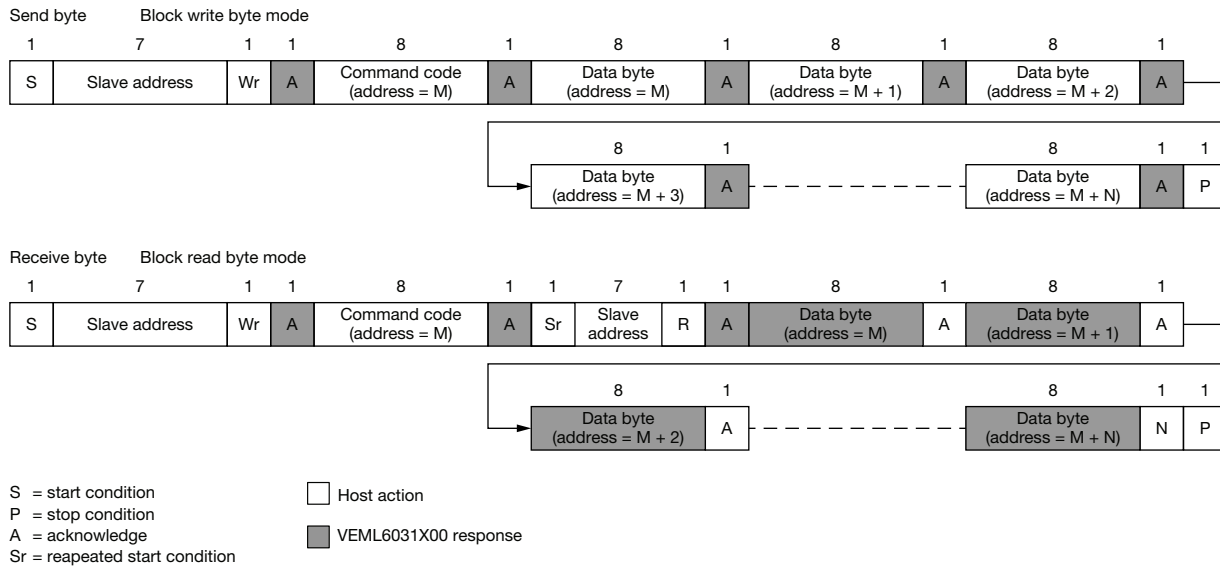 Send byte Block write byte mode
1 7 1 1 8 1 8 1 8 1 8 1
S Slave address Wr A Command code (address = M) A Data byte (address = M) A Data byte (address = M + 1) A Data byte (address = M + 2) A
8 1 8 1 1
Data byte (address = M + 3) A Data byte (address = M + N) A P
Receive byte Block read byte mode
1 7 1 1 8 1 1 7 1 1 8 1 8 1
S Slave address Wr A Command code (address = M) A Sr Slave address R A Data byte (address = M) A Data byte (address = M + 1) A
8 1 8 1 1
Data byte (address = M + 2) A Data byte (address = M + N) N P
S = start condition
P = stop condition
A = acknowledge
Sr = reapeated start condition
Host action
VEML6031X00 response